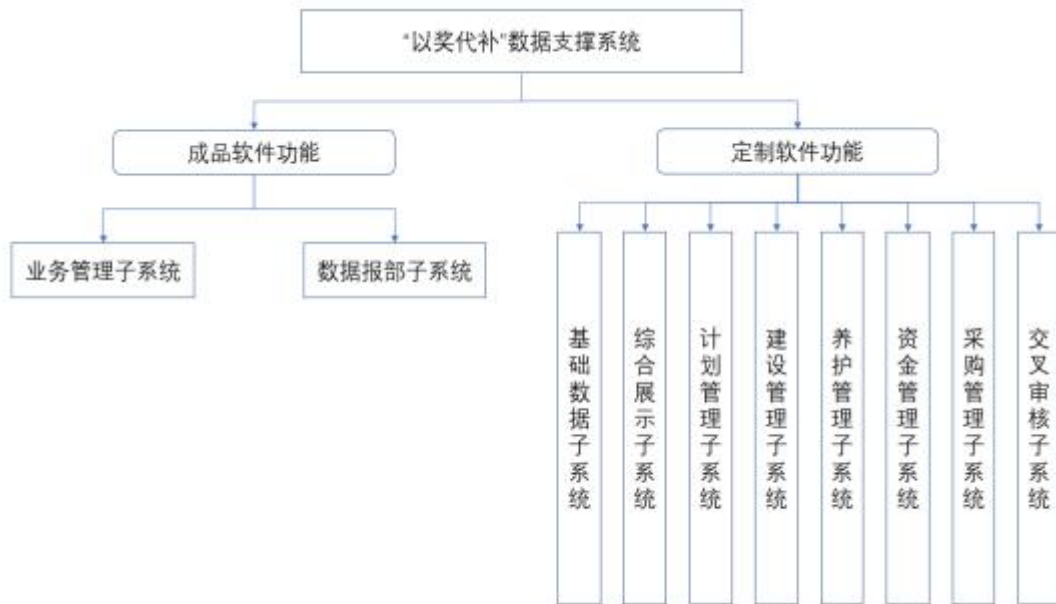 “以奖代补”数据支撑系统
成品软件功能
定制软件功能
业务管理子系统
数据报部子系统
基础数据子系统
综合展示子系统
计划管理子系统
建设管理子系统
养护管理子系统
资金管理子系统
采购管理子系统
交叉审核子系统